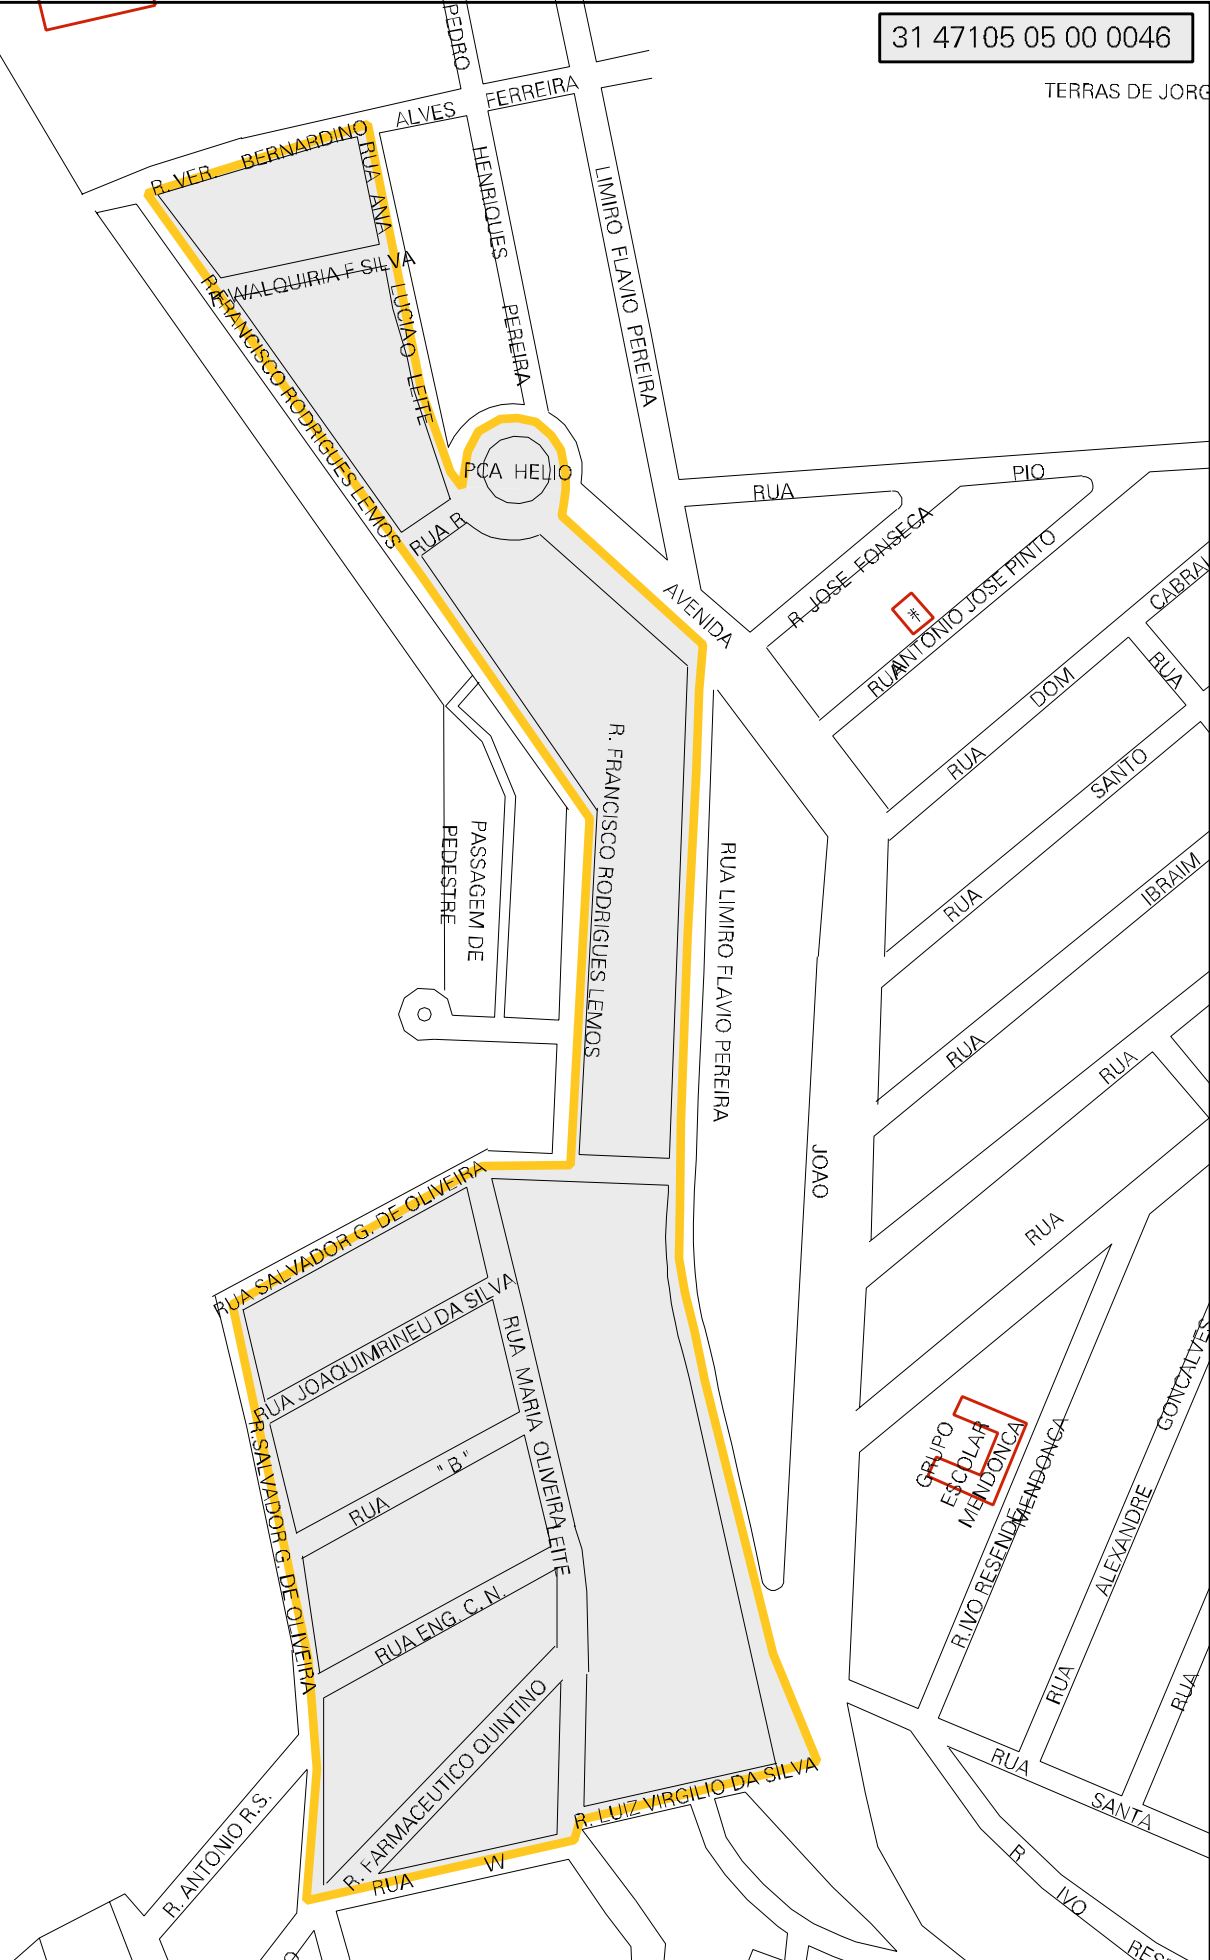 31 47105 05 00 0046
TERRAS DE JORG
PEDRO
ALVES
FERREIRA
R. VER.
BERNARDINO
RUA ANA
LUCIAO LEITE
HENRIQUES
PEREIRA
LIMIRO FLAVIO PEREIRA
R WALQUIRIA F SILVA
R. FRANCISCO RODRIGUES LEMOS
PCA HELIO
RUA R
RUA
PIO
R JOSE FONSECA
RUA ANTONIO JOSE PINTO
AVENIDA
CABRAL
RUA
DOM
RUA
SANTO
RUA
IBRAIM
RUA
RUA
RUA
R. FRANCISCO RODRIGUES LEMOS
PASSAGEM DE
PEDESTRE
RUA LIMIRO FLAVIO PEREIRA
JOAO
RUA SALVADOR G. DE OLIVEIRA
RUA JOAQUIM IRINEU DA SILVA
RUA MARIA OLIVEIRA LEITE
RUA "B"
R.SALVADOR G. DE OLIVEIRA
RUA ENG. C. N.
R. FARMACEUTICO QUINTINO
R. LUIZ VIRGILIO DA SILVA
RUA W
R. ANTONIO R.S.
GRUPO
ESCOLAR
MENDONCA
R.IVO RESENDE
MENDONCA
RUA
ALEXANDRE
GONCALVES
RUA
RUA
SANTA
R
IVO
RESE
O